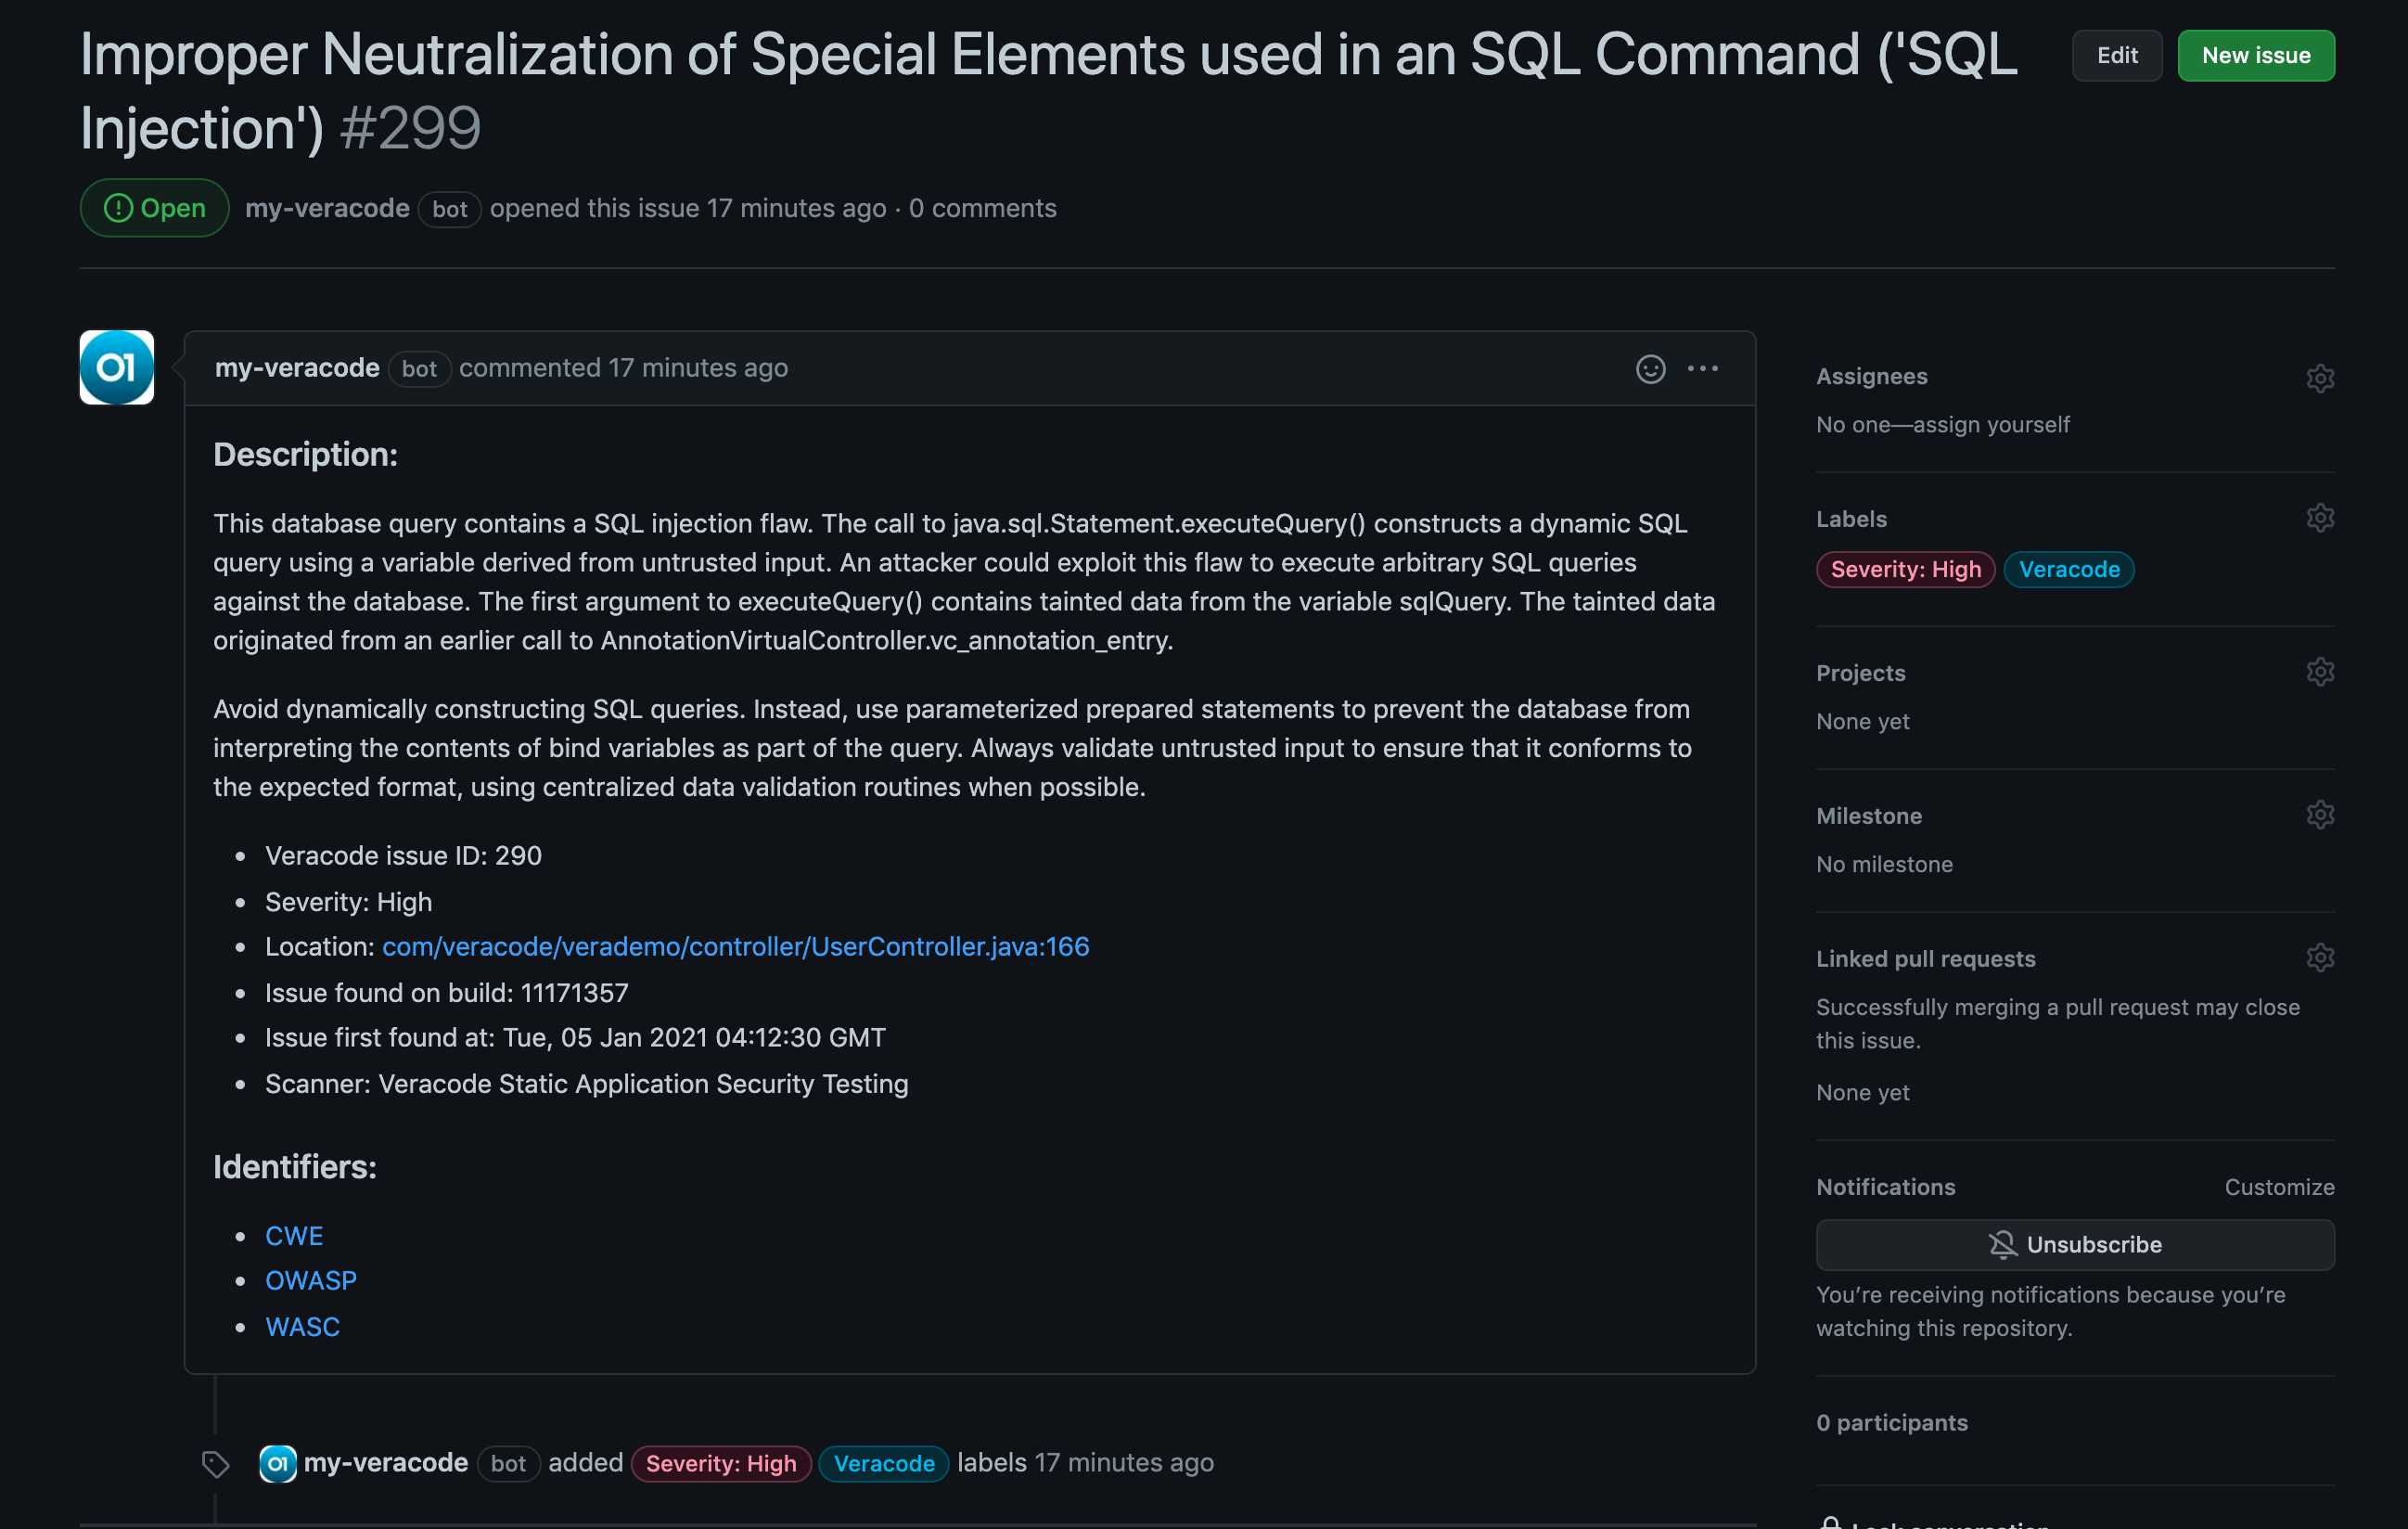 Improper Neutralization of Special Elements used in an SQL Command ('SQL
Injection') #299
Edit
New issue
Open
my-veracode bot opened this issue 17 minutes ago · 0 comments
my-veracode bot commented 17 minutes ago
Description:
This database query contains a SQL injection flaw. The call to java.sql.Statement.executeQuery() constructs a dynamic SQL
query using a variable derived from untrusted input. An attacker could exploit this flaw to execute arbitrary SQL queries
against the database. The first argument to executeQuery() contains tainted data from the variable sqlQuery. The tainted data
originated from an earlier call to AnnotationVirtualController.vc_annotation_entry.
Avoid dynamically constructing SQL queries. Instead, use parameterized prepared statements to prevent the database from
interpreting the contents of bind variables as part of the query. Always validate untrusted input to ensure that it conforms to
the expected format, using centralized data validation routines when possible.
• Veracode issue ID: 290
• Severity: High
• Location: com/veracode/verademo/controller/UserController.java:166
• Issue found on build: 11171357
• Issue first found at: Tue, 05 Jan 2021 04:12:30 GMT
• Scanner: Veracode Static Application Security Testing
Identifiers:
• CWE
• OWASP
• WASC
my-veracode bot added Severity: High Veracode labels 17 minutes ago
Assignees
No one—assign yourself
Labels
Severity: High Veracode
Projects
None yet
Milestone
No milestone
Linked pull requests
Successfully merging a pull request may close
this issue.
None yet
Notifications
Customize
Unsubscribe
You’re receiving notifications because you’re
watching this repository.
0 participants
Lock conversation